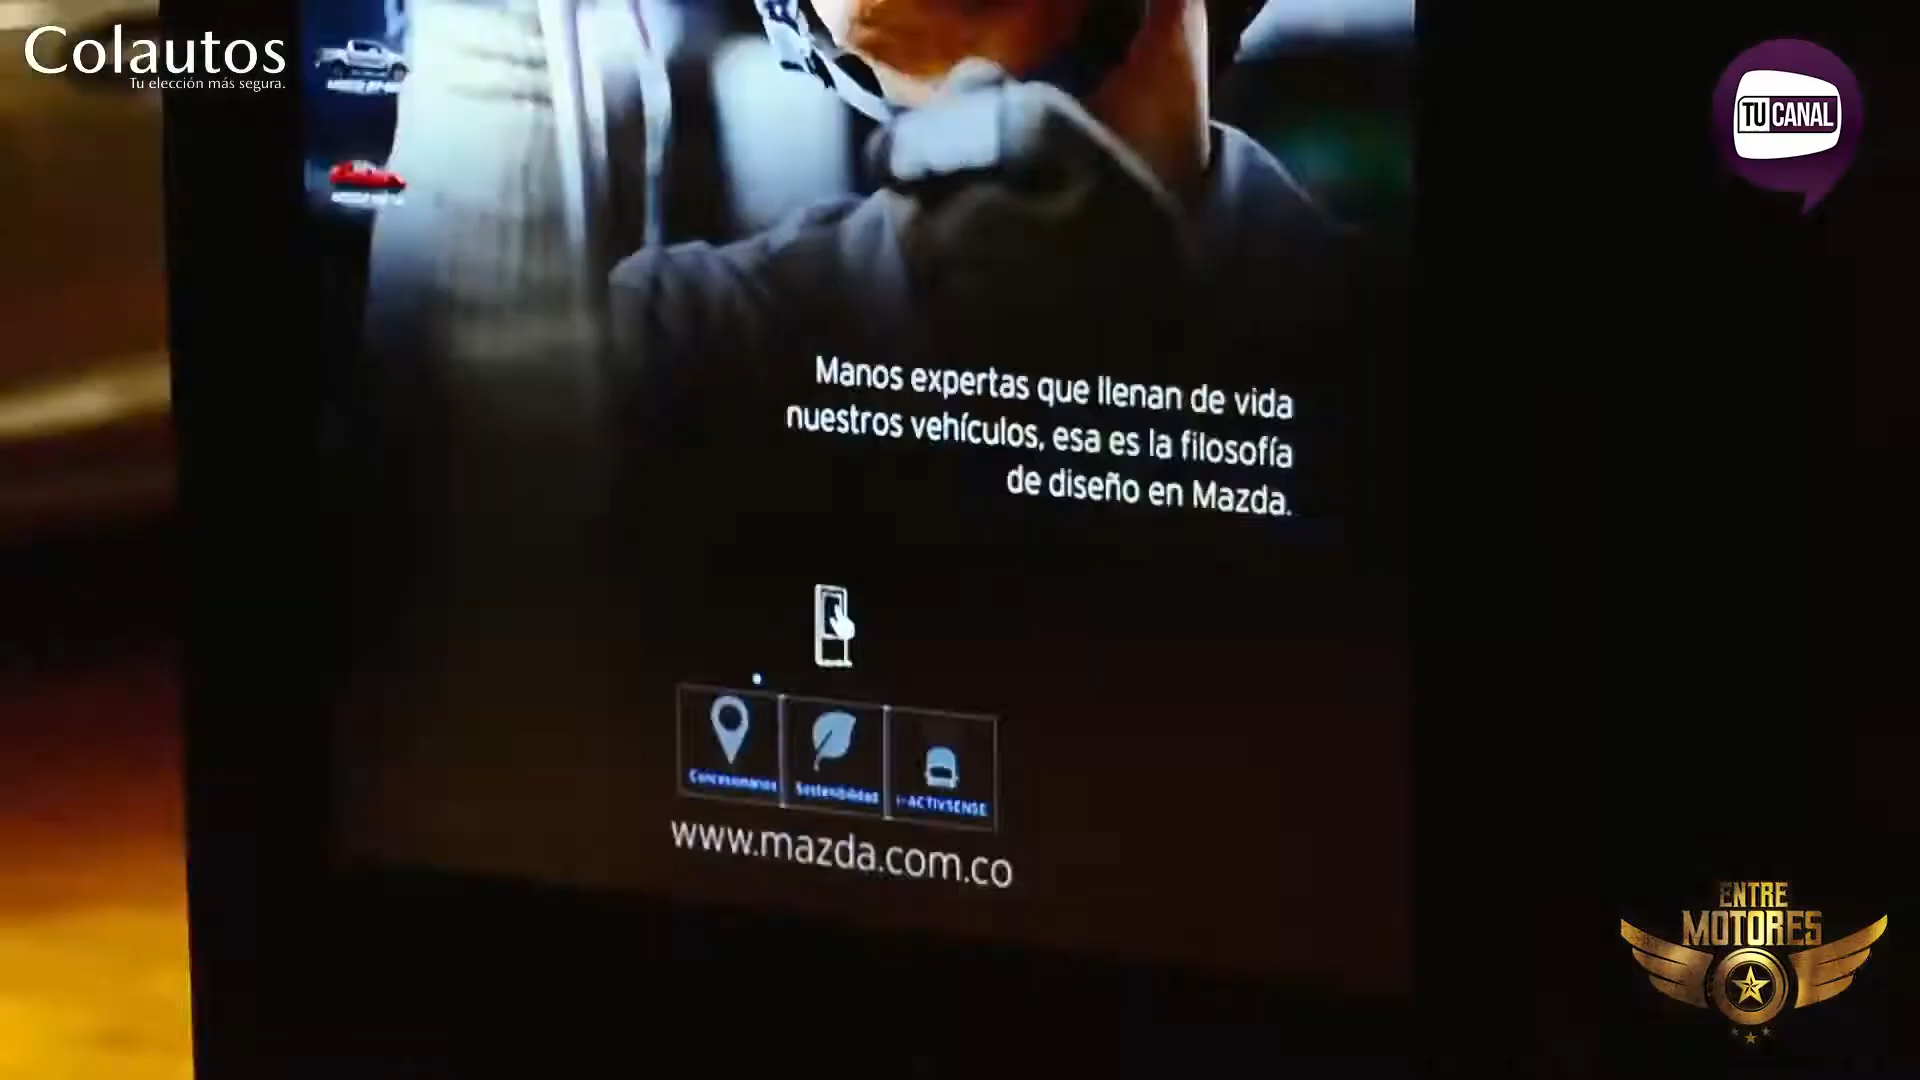 Colautos
Tu elección más segura.
TU CANAL
Manos expertas que llenan de vida
nuestros vehículos, esa es la filosofía
de diseño en Mazda.
Concesionarios
Sostenibilidad
i-ACTIVSENSE
www.mazda.com.co
ENTRE
MOTORES